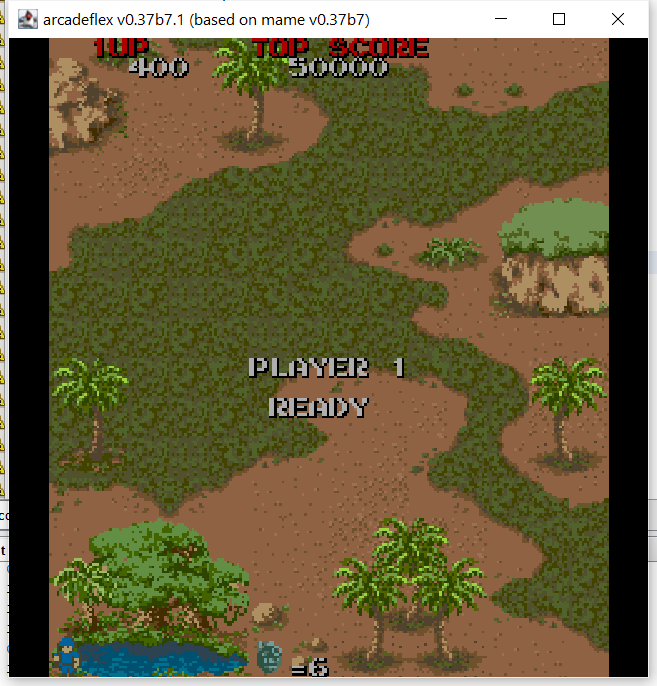 arcadeflex v0.37b7.1 (based on mame v0.37b7)
1UP TOP SCORE
400 50000
PLAYER 1
READY
=6